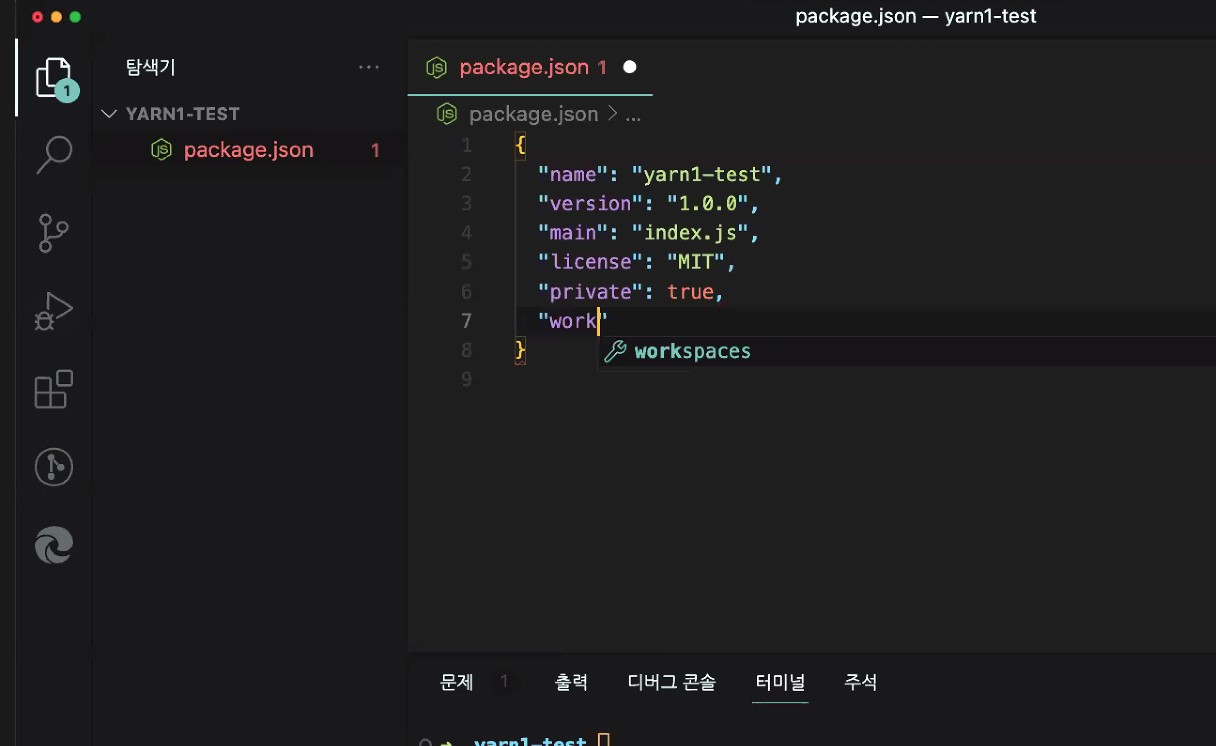 package.json — yarn1-test
탐색기 ...
1
YARN1-TEST
package.json 1
package.json 1
package.json > ...
1 {
2 "name": "yarn1-test",
3 "version": "1.0.0",
4 "main": "index.js",
5 "license": "MIT",
6 "private": true,
7 "work"
8 }
workspaces
9
문제 1 출력 디버그 콘솔 터미널 주석
yarn1-test